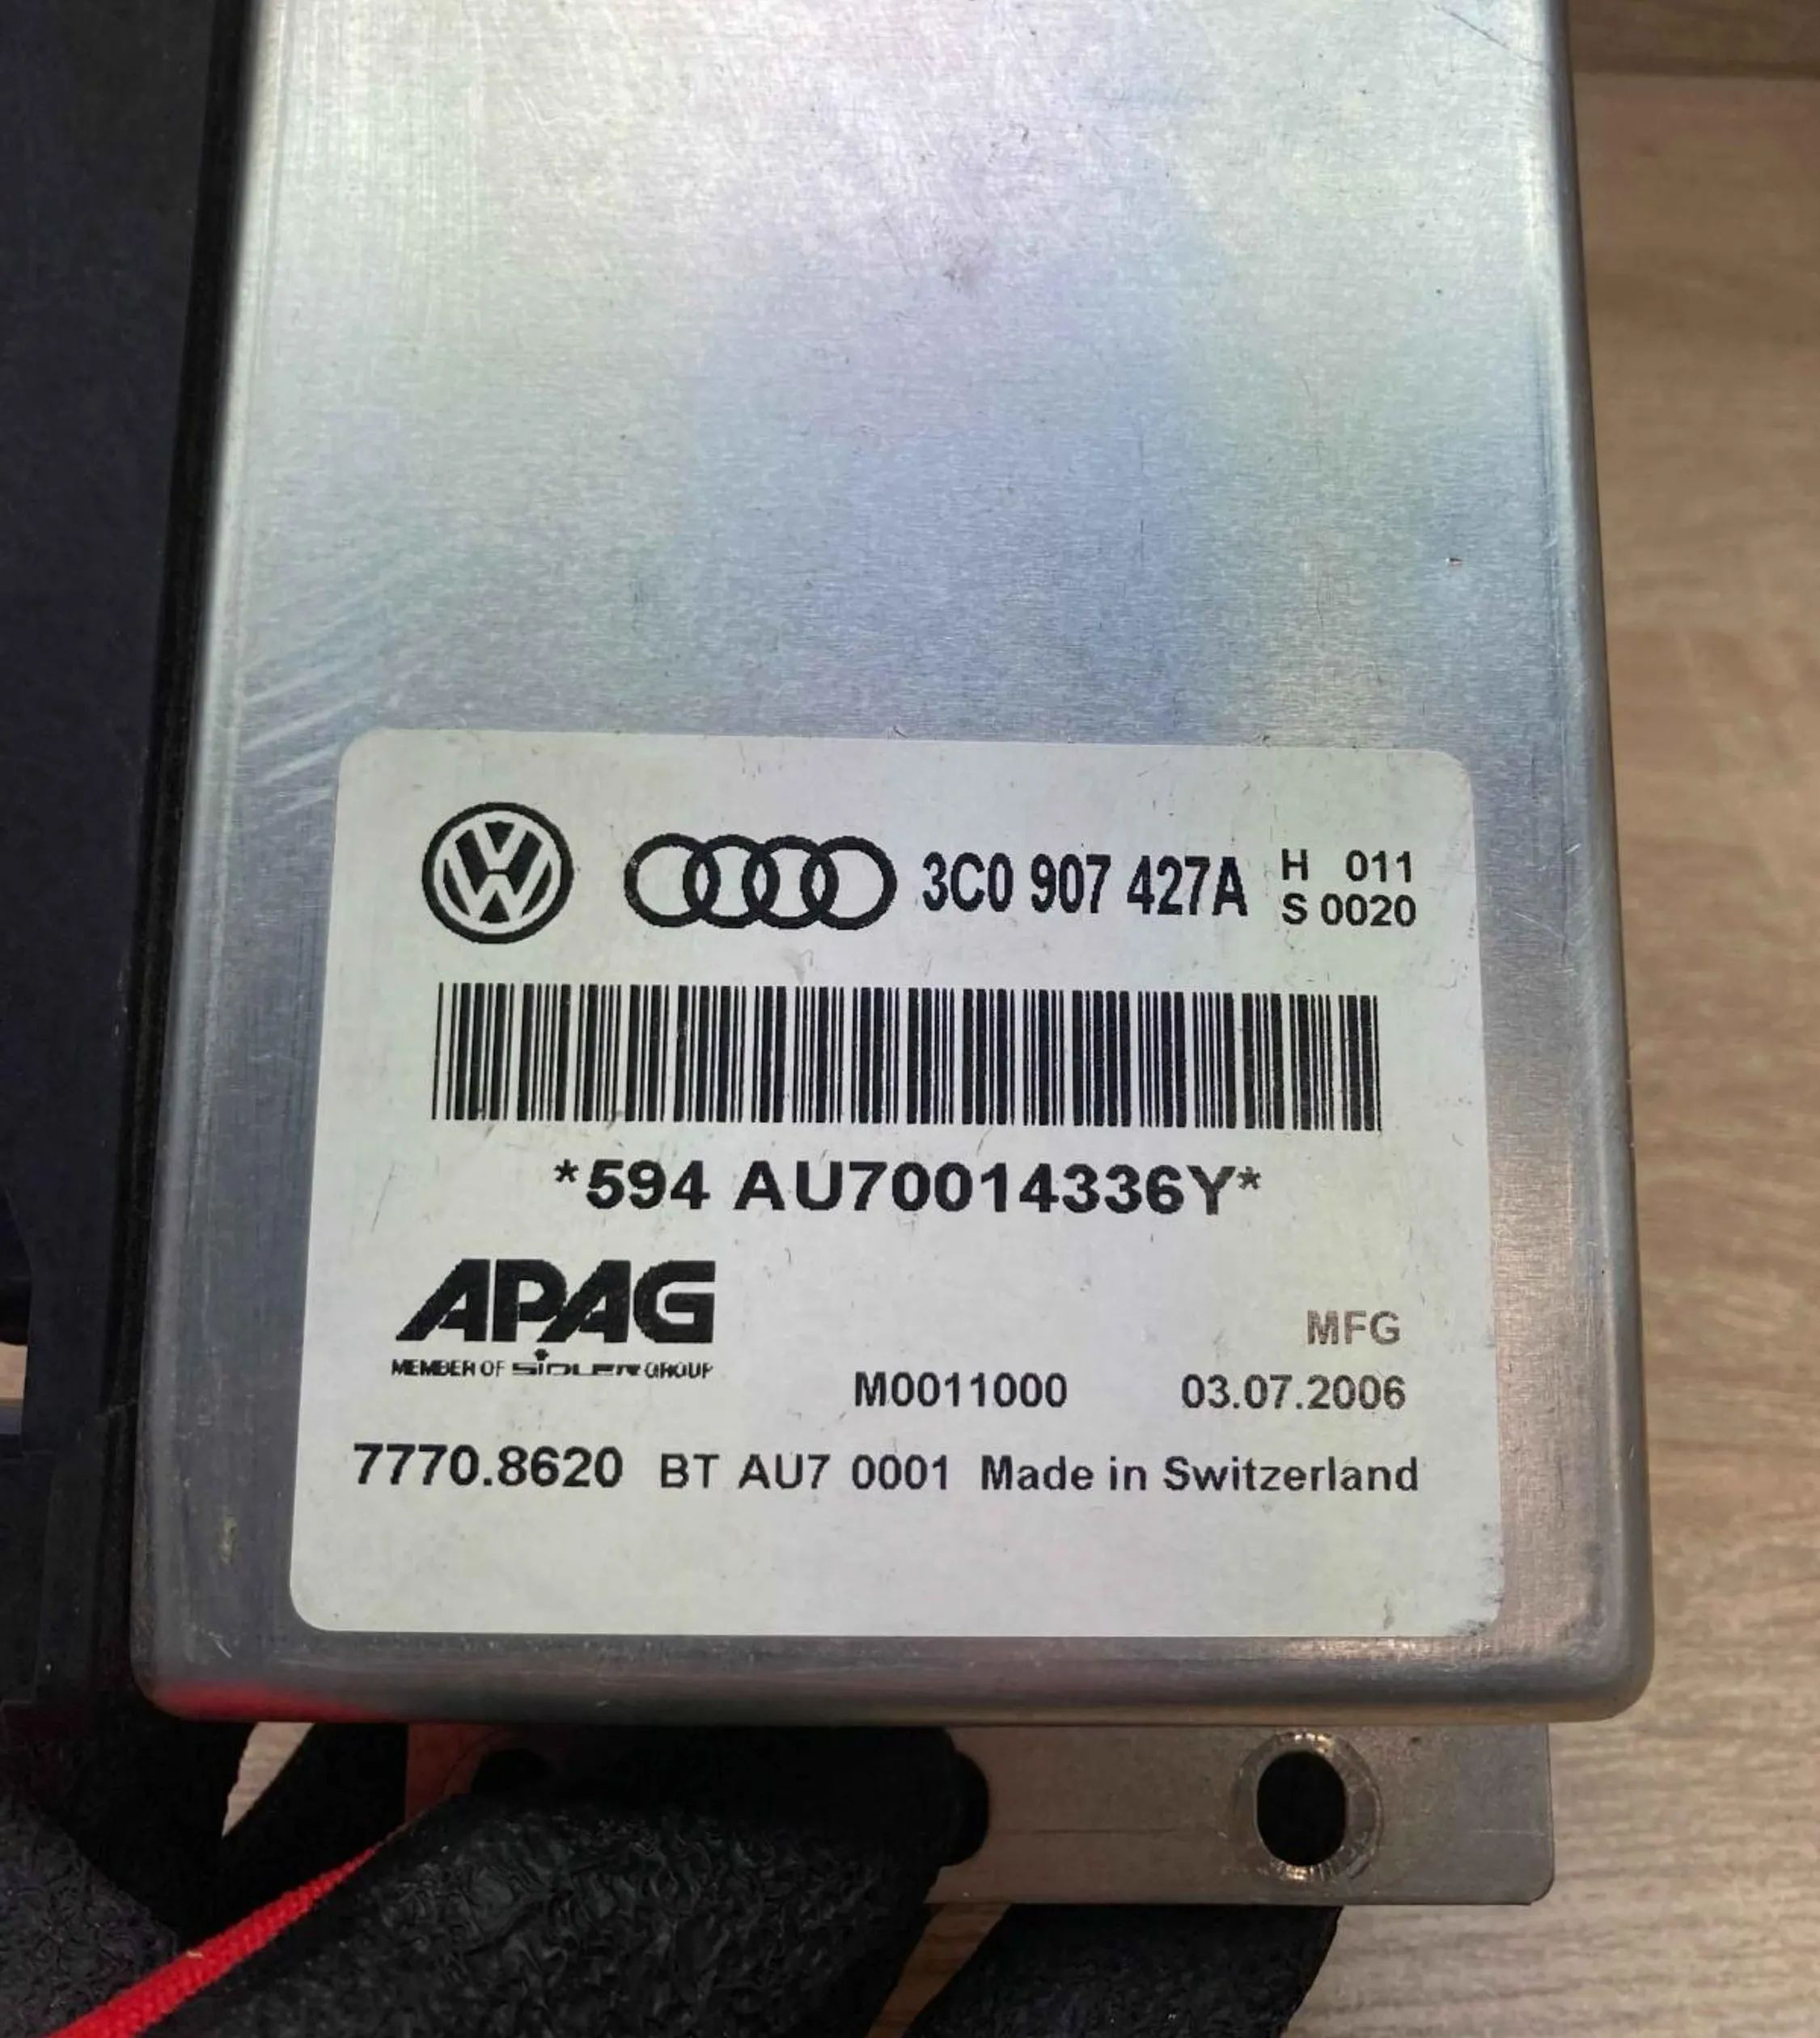 3C0 907 427A H 011
S 0020
*594 AU70014336Y*
APAG
MEMBER OF SIDLER GROUP
MFG
M0011000 03.07.2006
7770.8620 BT AU7 0001 Made in Switzerland